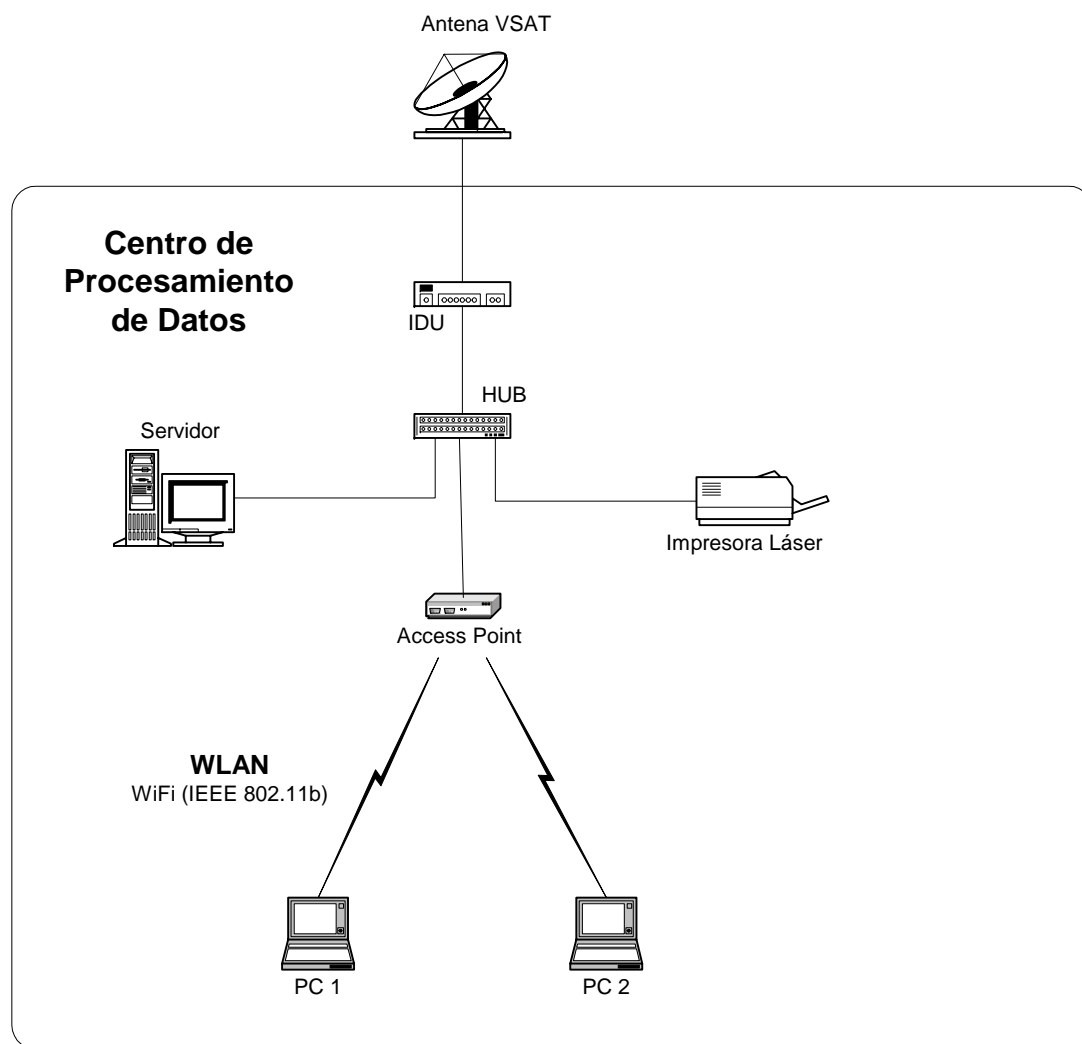 Antena VSAT
Centro de
Procesamiento
de Datos
IDU
HUB
Servidor
Impresora Láser
Access Point
WLAN
WiFi (IEEE 802.11b)
PC 1
PC 2